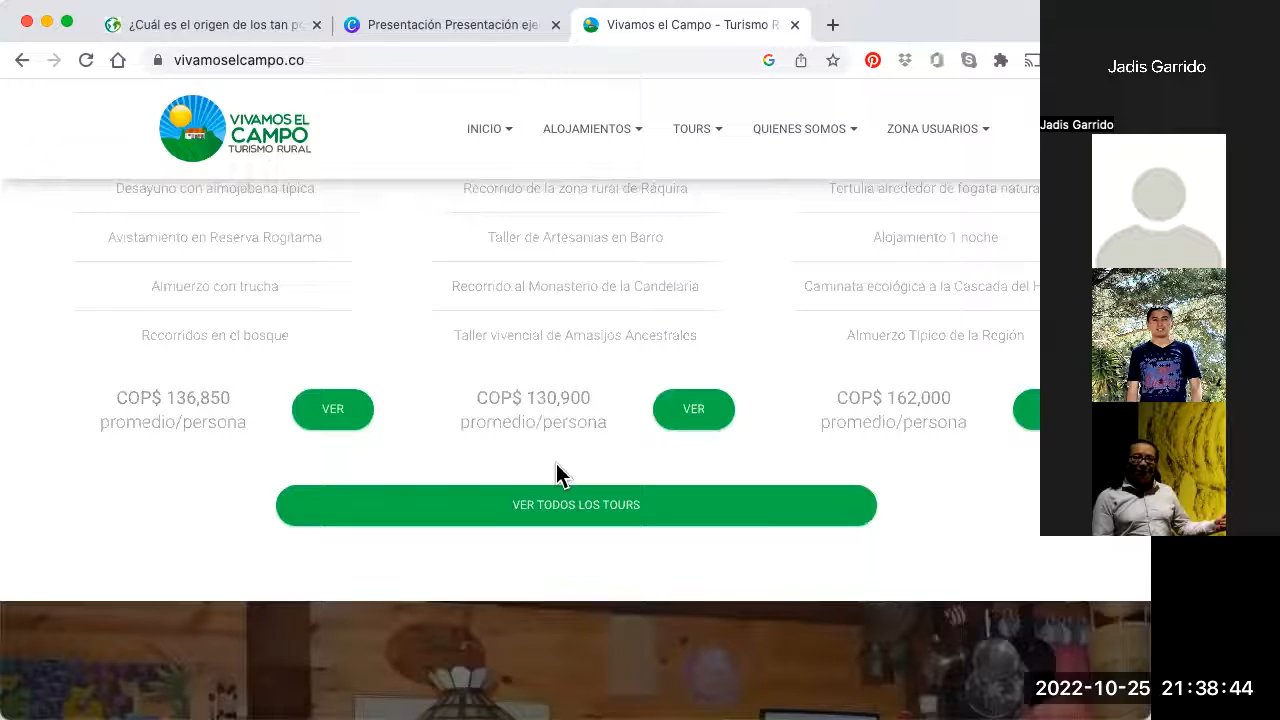 ¿Cuál es el origen de los tan po
Presentación Presentación eje
Vivamos el Campo - Turismo R
vivamoselcampo.co
Jadis Garrido
Jadis Garrido
VIVAMOS EL
CAMPO
TURISMO RURAL
INICIO
ALOJAMIENTOS
TOURS
QUIENES SOMOS
ZONA USUARIOS
Desayuno con almojabana típica
Recorrido de la zona rural de Ráquira
Tertulia alrededor de fogata natura
Avistamiento en Reserva Rogitama
Taller de Artesanias en Barro
Alojamiento 1 noche
Almuerzo con trucha
Recorrido al Monasterio de la Candelaria
Caminata ecológica a la Cascada del H
Recorridos en el bosque
Taller vivencial de Amasijos Ancestrales
Almuerzo Típico de la Región
COP$ 136,850
promedio/persona
VER
COP$ 130,900
promedio/persona
VER
COP$ 162,000
promedio/persona
VER TODOS LOS TOURS
2022-10-25 21:38:44